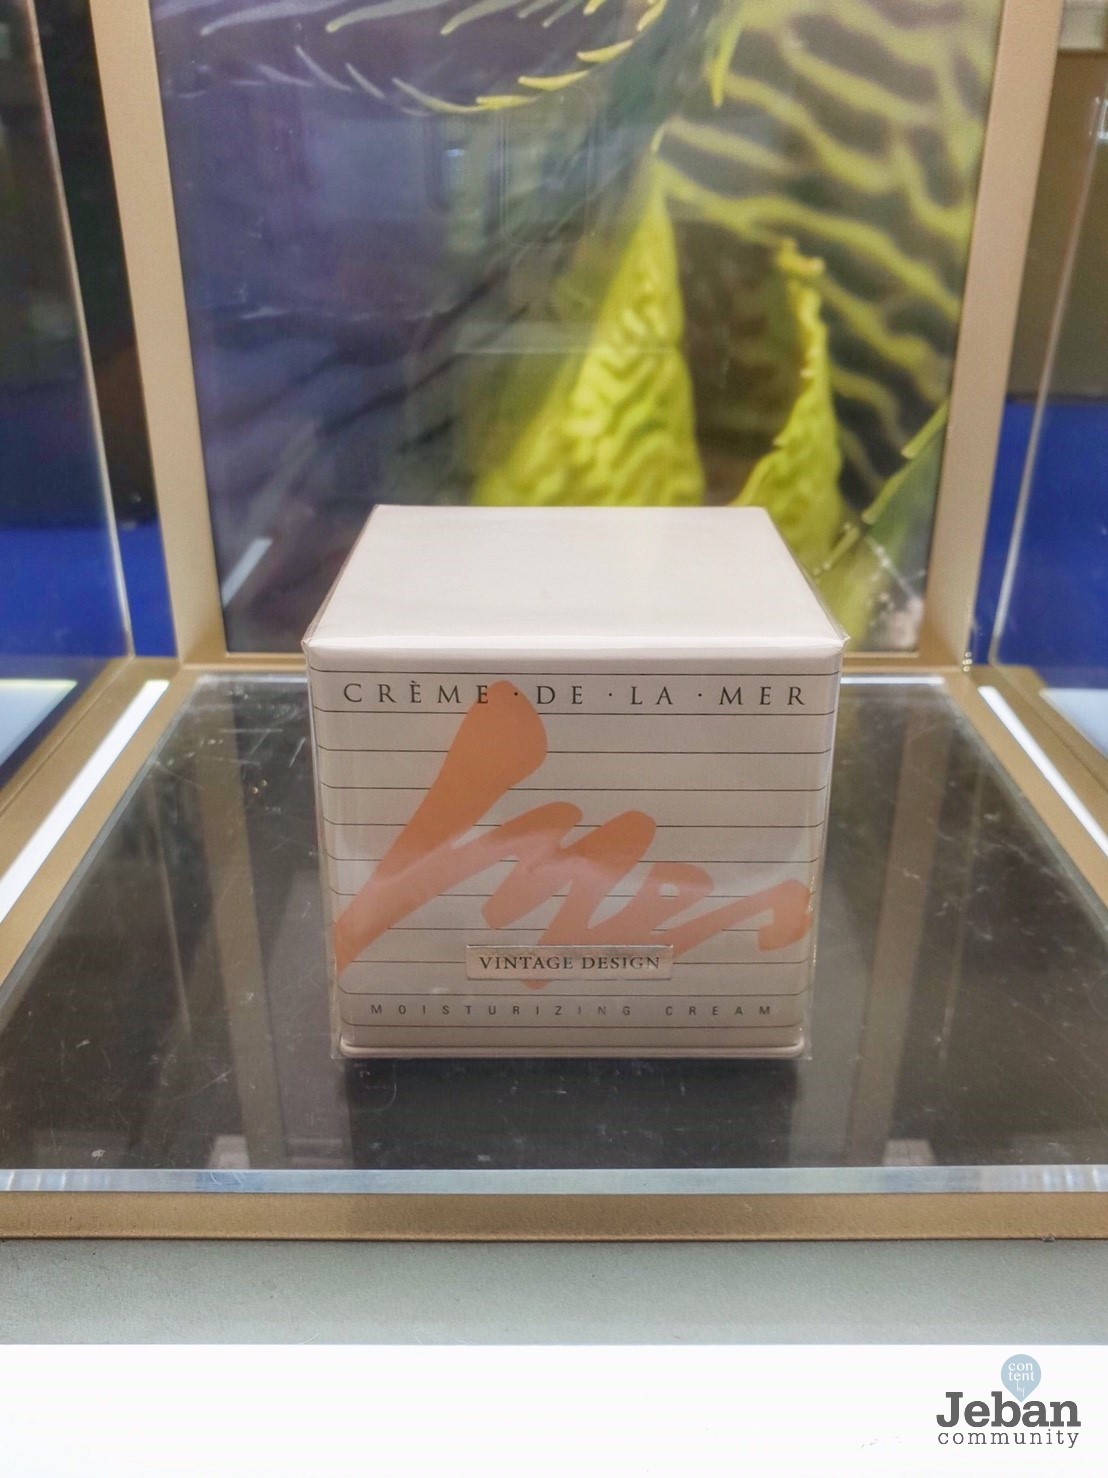 CRÈME · DE · LA · MER
VINTAGE DESIGN
MOISTURIZING CREAM
content by
Jeban
community